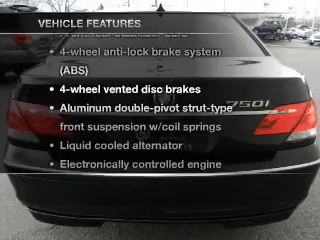 VEHICLE FEATURES
• 4-wheel anti-lock brake system
(ABS)
• 4-wheel vented disc brakes
• Aluminum double-pivot strut-type
front suspension w/coil springs
• Liquid cooled alternator
• Electronically controlled engine
750i